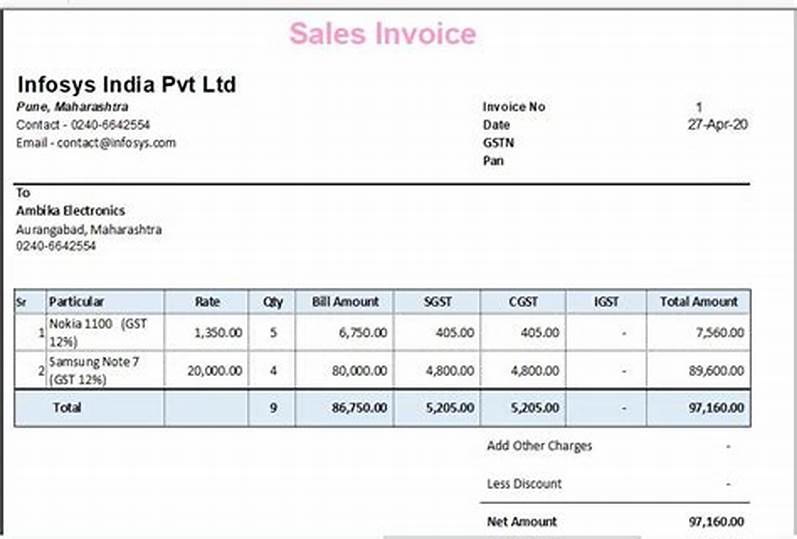 Sales Invoice
Infosys India Pvt Ltd
Pune, Maharashtra
Contact - 0240-6642554
Email - contact@infosys.com
Invoice No 1
Date 27-Apr-20
GSTN
Pan
To
Ambika Electronics
Aurangabad, Maharashtra
0240-6642554
Sr Particular Rate Qty Bill Amount SGST CGST IGST Total Amount
1 Nokia 1100 (GST 12%) 1,350.00 5 6,750.00 405.00 405.00 - 7,560.00
2 Samsung Note 7 (GST 12%) 20,000.00 4 80,000.00 4,800.00 4,800.00 - 89,600.00
Total 9 86,750.00 5,205.00 5,205.00 - 97,160.00
Add Other Charges -
Less Discount -
Net Amount 97,160.00